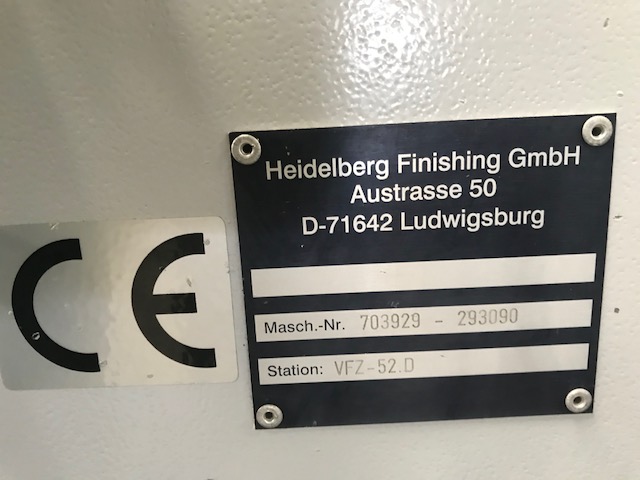 Heidelberg Finishing GmbH
Austrasse 50
D-71642 Ludwigsburg
CE
Masch.-Nr. 703929 - 293090
Station: VFZ-52.D